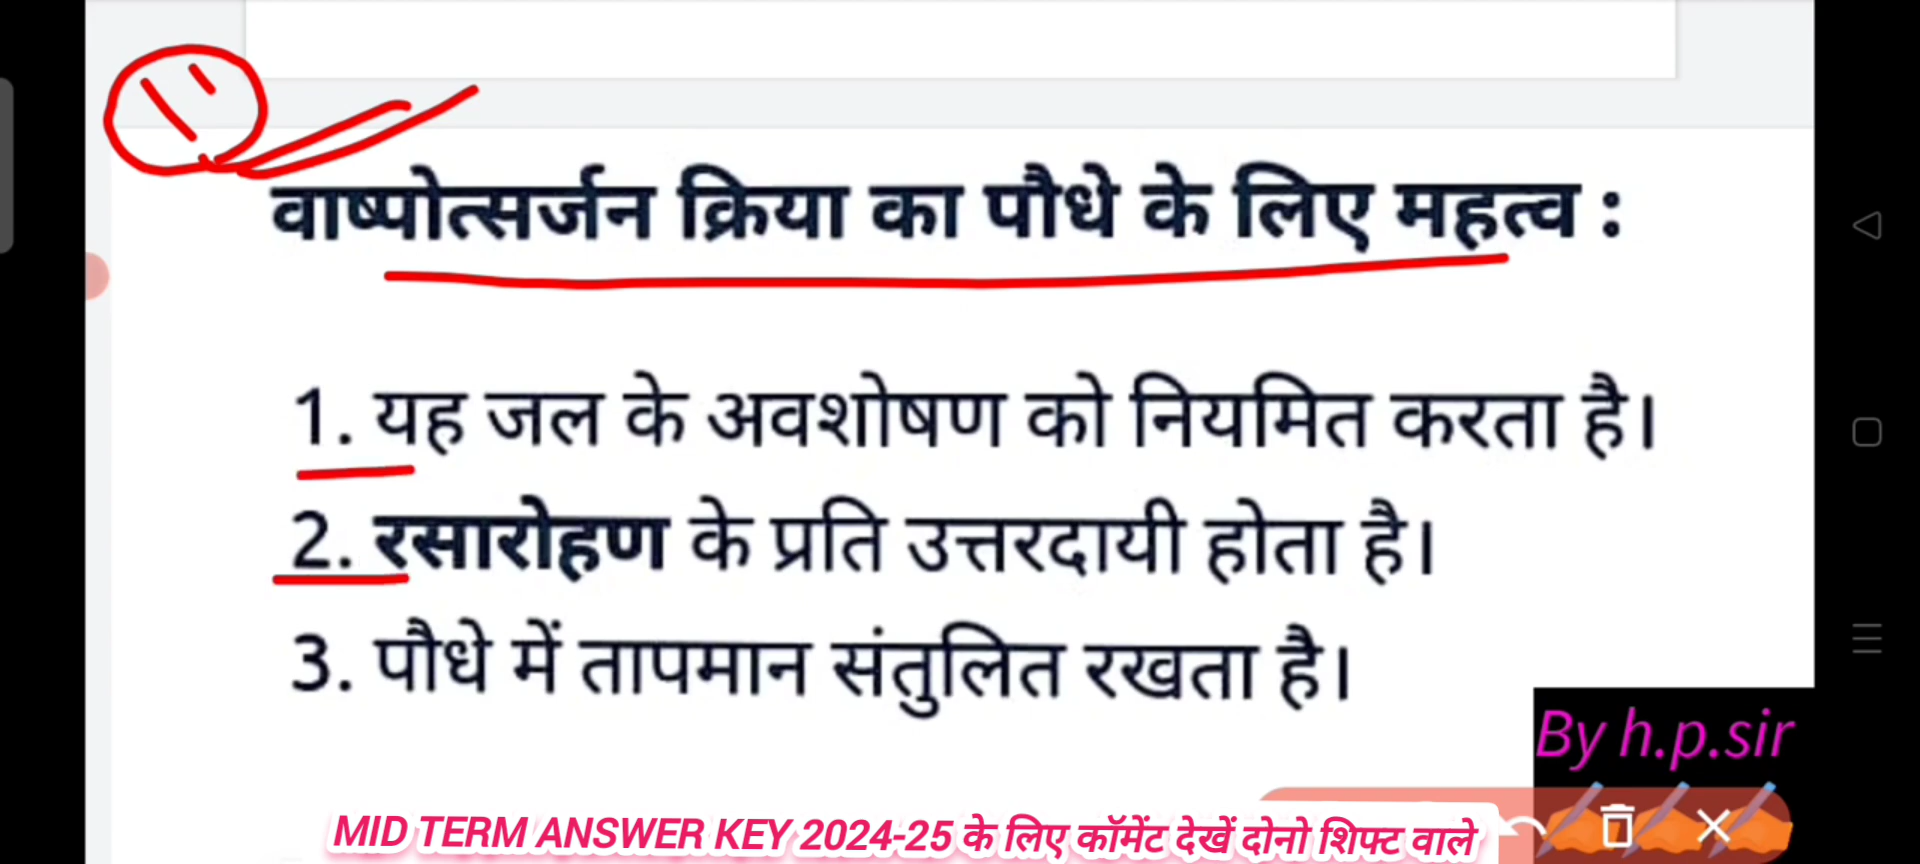 वाष्पोत्सर्जन क्रिया का पौधे के लिए महत्व :
1. यह जल के अवशोषण को नियमित करता है।
2. रसारोहण के प्रति उत्तरदायी होता है।
3. पौधे में तापमान संतुलित रखता है।
By h.p.sir
MID TERM ANSWER KEY 2024-25 के लिए कॉमेंट देखें दोनो शिफ्ट वाले